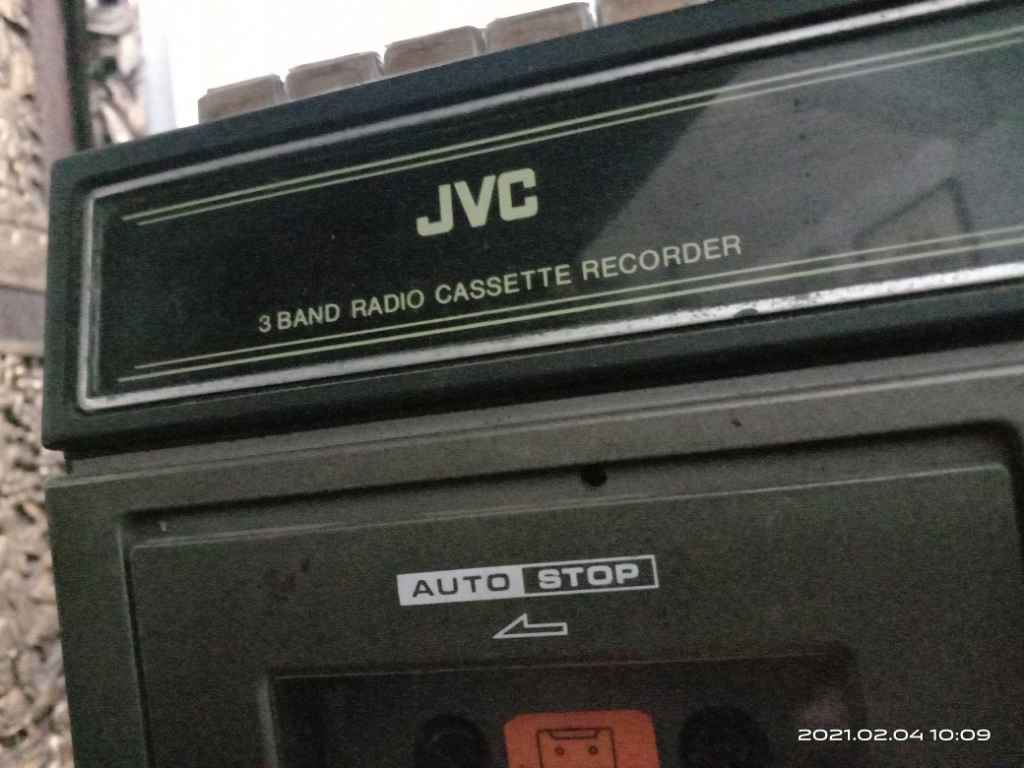 JVC
3 BAND RADIO CASSETTE RECORDER
AUTO STOP
2021.02.04 10:09